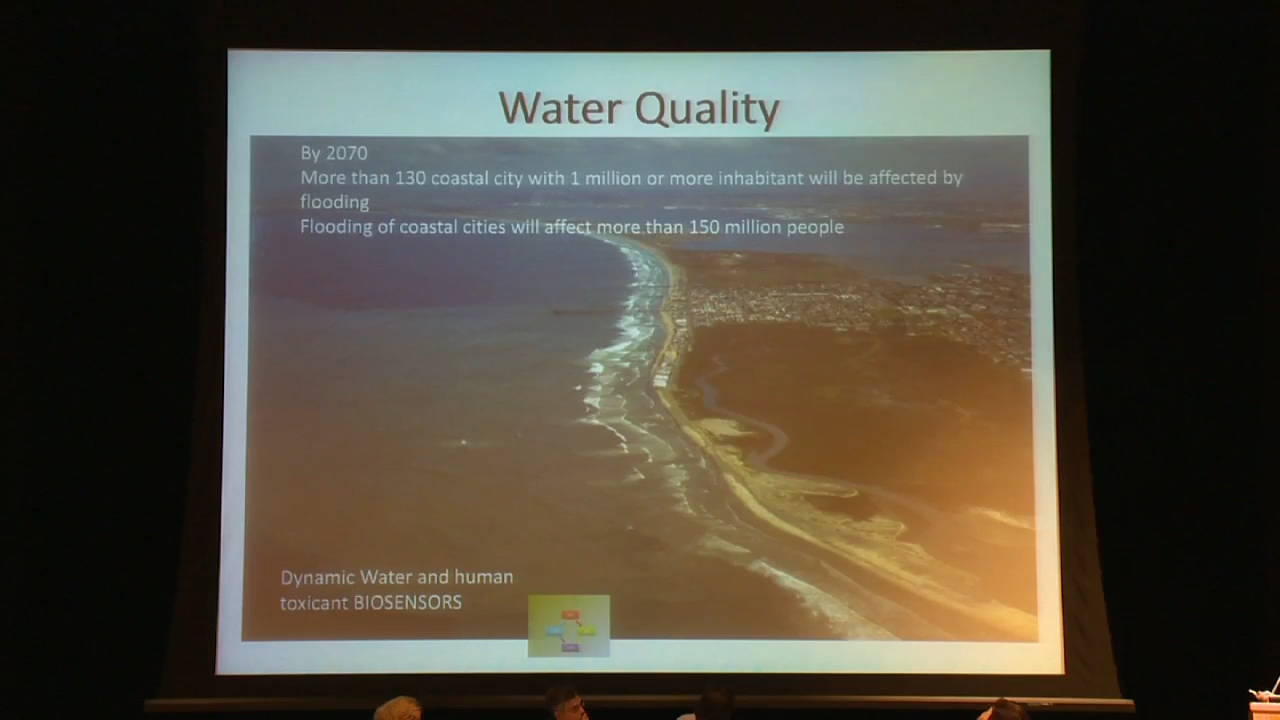 Water Quality
By 2070
More than 130 coastal city with 1 million or more inhabitant will be affected by
flooding
Flooding of coastal cities will affect more than 150 million people
Dynamic Water and human
toxicant BIOSENSORS